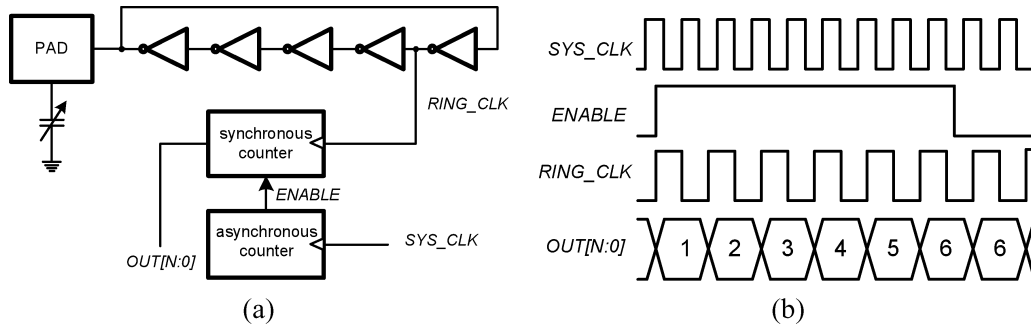 PAD
RING_CLK
synchronous
counter
ENABLE
asynchronous
counter
SYS_CLK
OUT[N:0]
(a)
SYS_CLK
ENABLE
RING_CLK
OUT[N:0]
1 2 3 4 5 6 6
(b)